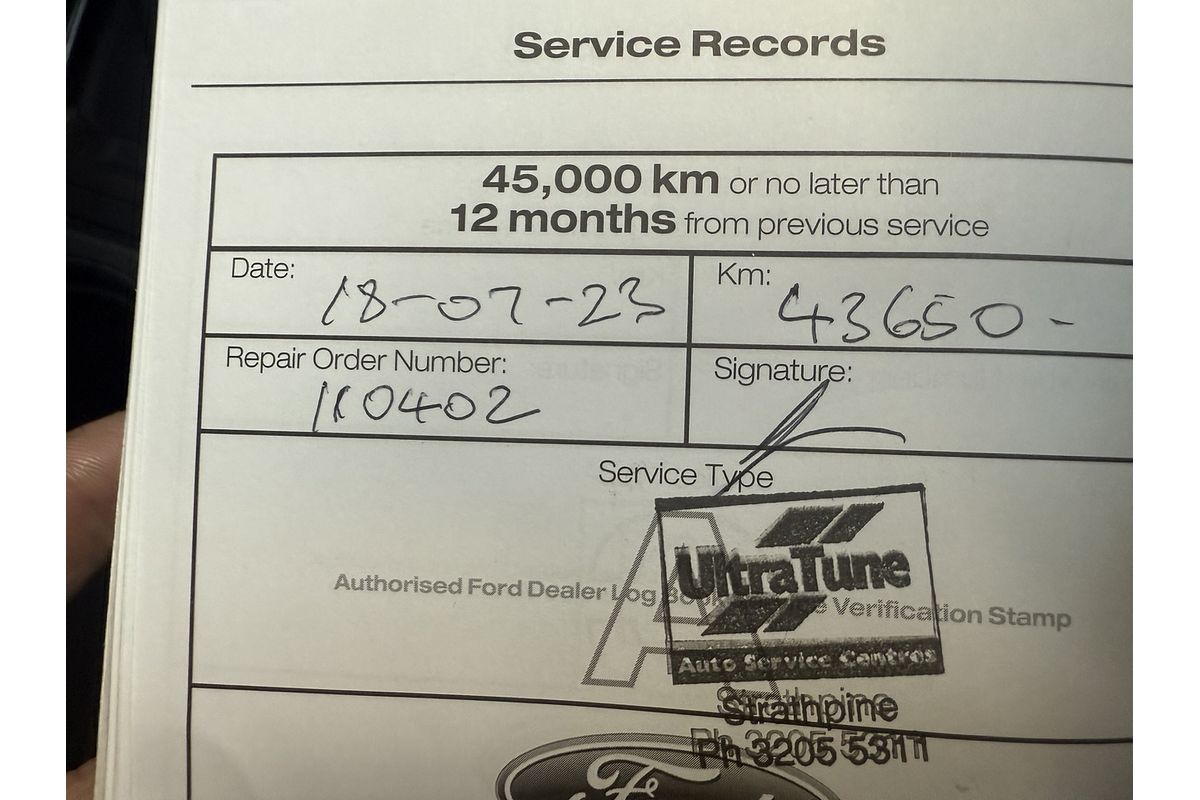 Service Records
45,000 km or no later than
12 months from previous service
Date: 18-07-23
Km: 43650-
Repair Order Number: 110402
Signature:
Service Type
A
UltraTune
Authorised Ford Dealer Log Verification Stamp
Auto Service Centres
Strathpine
Ph 3205 5311
Ford